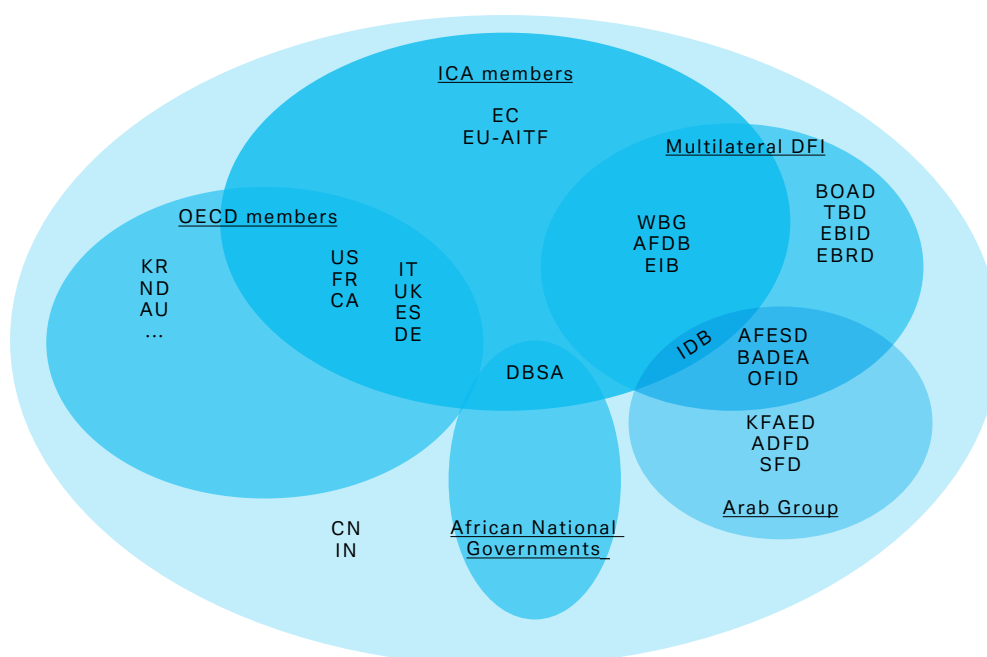 ICA members
EC
EU-AITF
Multilateral DFI
BOAD
TBD
EBID
EBRD
WBG
AFDB
EIB
OECD members
KR
ND
AU
...
US
FR
CA
IT
UK
ES
DE
IDB
AFESD
BADEA
OFID
DBSA
KFAED
ADFD
SFD
Arab Group
CN
IN
African National
Governments